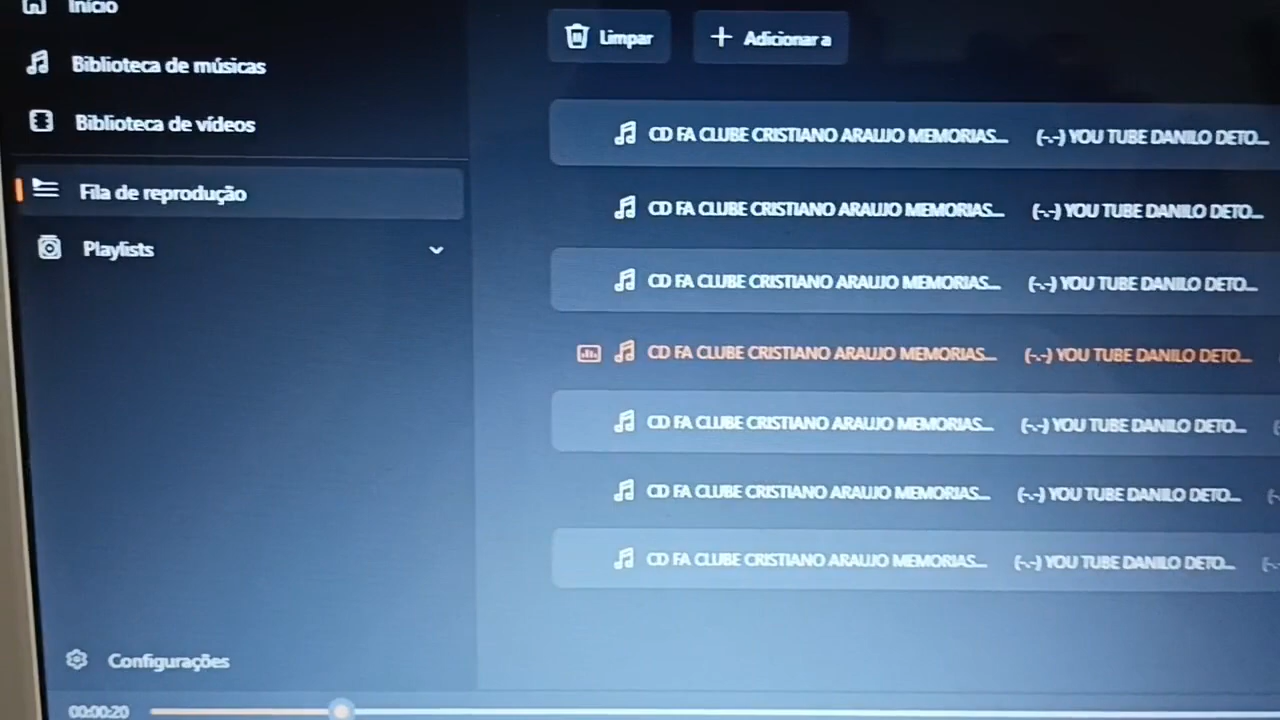 Início
Limpar
Adicionar a
Biblioteca de músicas
Biblioteca de vídeos
Fila de reprodução
Playlists
CD FA CLUBE CRISTIANO ARAUJO MEMORIAS... (-.-) YOU TUBE DANILO DETO...
CD FA CLUBE CRISTIANO ARAUJO MEMORIAS... (-.-) YOU TUBE DANILO DETO...
CD FA CLUBE CRISTIANO ARAUJO MEMORIAS... (-.-) YOU TUBE DANILO DETO...
CD FA CLUBE CRISTIANO ARAUJO MEMORIAS... (-.-) YOU TUBE DANILO DETO...
CD FA CLUBE CRISTIANO ARAUJO MEMORIAS... (-.-) YOU TUBE DANILO DETO...
CD FA CLUBE CRISTIANO ARAUJO MEMORIAS... (-.-) YOU TUBE DANILO DETO...
CD FA CLUBE CRISTIANO ARAUJO MEMORIAS... (-.-) YOU TUBE DANILO DETO...
Configurações
00:00:20